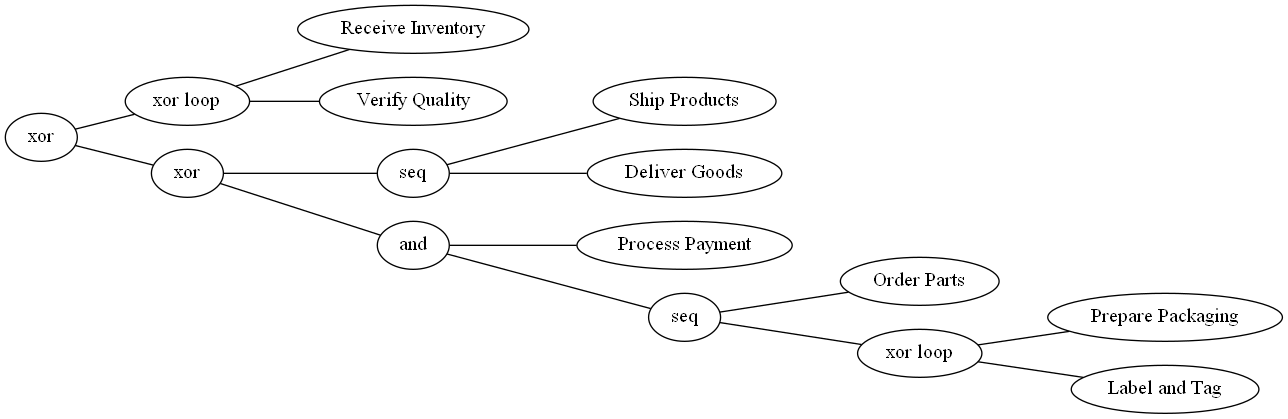 Receive Inventory
xor loop
Verify Quality
Ship Products
xor
xor
seq
Deliver Goods
and
Process Payment
Order Parts
seq
Prepare Packaging
xor loop
Label and Tag